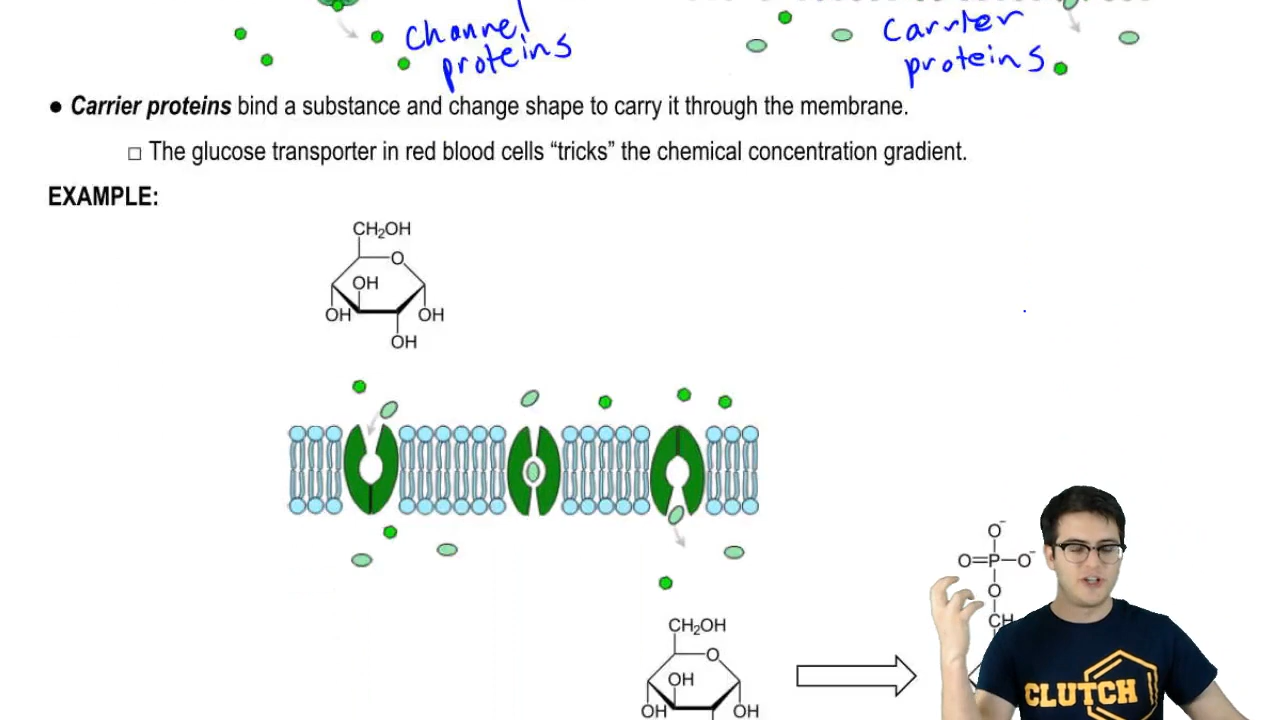 channel
proteins
carrier
proteins
● Carrier proteins bind a substance and change shape to carry it through the membrane.
□ The glucose transporter in red blood cells “tricks” the chemical concentration gradient.
EXAMPLE:
CH₂OH
O
OH
OH
OH
OH
O⁻
O=P–O⁻
O
CH
CH₂OH
O
OH
OH
OH
CLUTCH